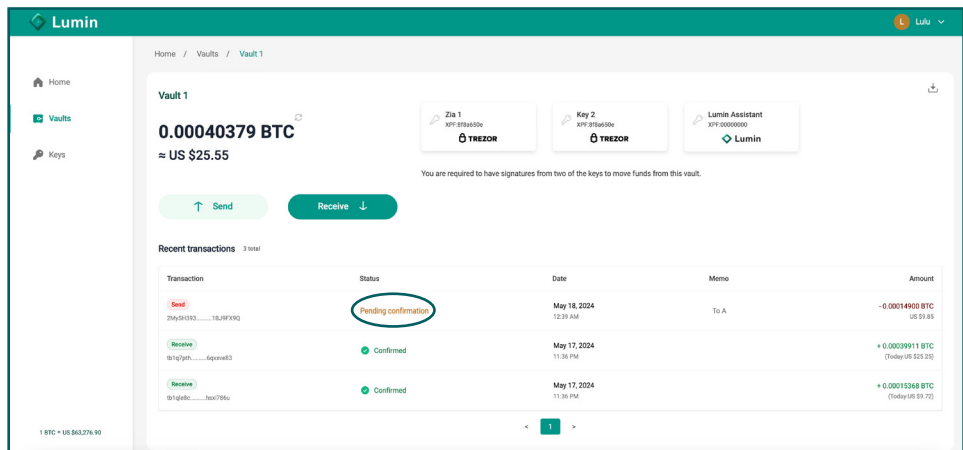 Lumin
L Lulu
Home / Vaults / Vault 1
Home
Vaults
Keys
Vault 1
0.00040379 BTC
≈ US $25.55
Zia 1
XPF:8f8a650e
TREZOR
Key 2
XPF:8f8a650e
TREZOR
Lumin Assistant
XPF:00000000
Lumin
You are required to have signatures from two of the keys to move funds from this vault.
Send
Receive
Recent transactions 3 total
Transaction Status Date Memo Amount
Send
Pending confirmation May 18, 2024 To A - 0.00014900 BTC
2MySH393..........18J9FX9Q 12:39 AM US $9.85
Receive
Confirmed May 17, 2024 + 0.00039911 BTC
11:36 PM (Today:US $25.25)
Receive
Confirmed May 17, 2024 + 0.00015368 BTC
11:36 PM (Today:US $9.72)
< 1 >
1 BTC = US $63,276.90